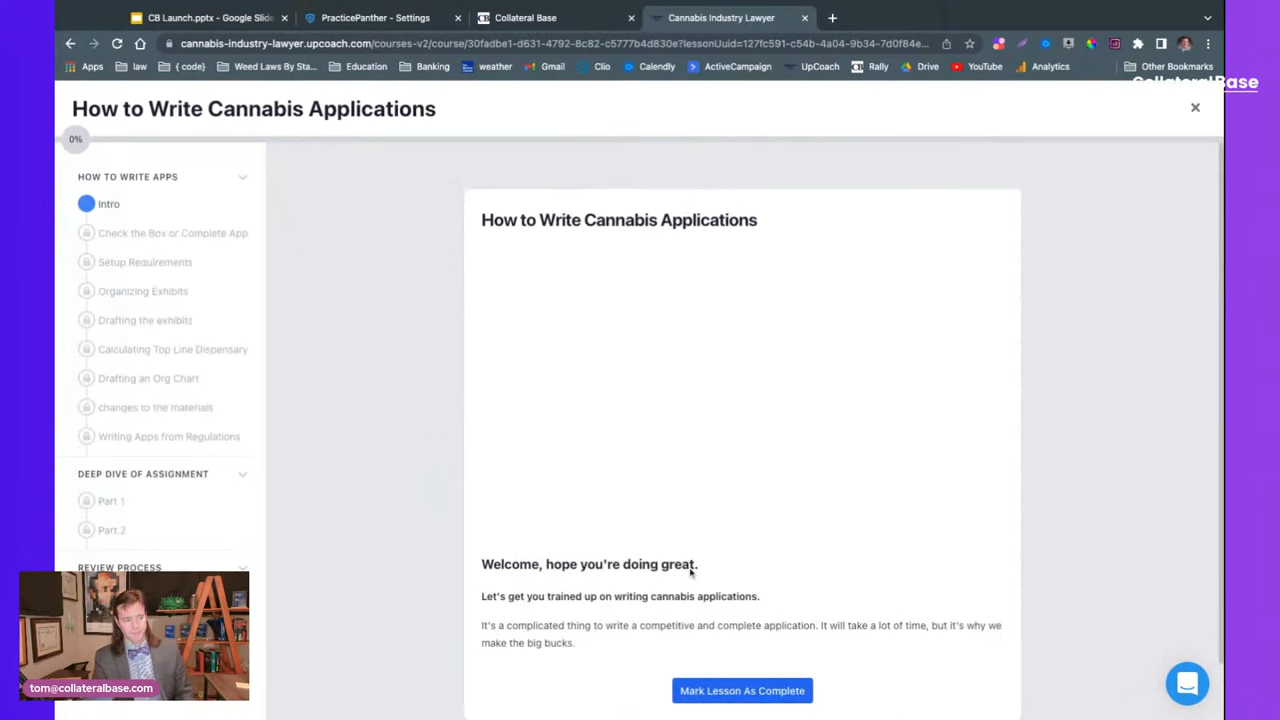 CB Launch.pptx - Google Slide
PracticePanther - Settings
Collateral Base
Cannabis Industry Lawyer
cannabis-industry-lawyer.upcoach.com/courses-v2/course/30fadbe1-d631-4792-8c82-c5777b4d830e?lessonUuid=127fc591-c54b-4a04-9b34-7d0f84e...
Apps law { code} Weed Laws By Sta... Education Banking weather Gmail Clio Calendly ActiveCampaign UpCoach Rally Drive YouTube Analytics Other Bookmarks
CollateralBase
How to Write Cannabis Applications
0%
HOW TO WRITE APPS
Intro
Check the Box or Complete App
Setup Requirements
Organizing Exhibits
Drafting the exhibits
Calculating Top Line Dispensary
Drafting an Org Chart
changes to the materials
Writing Apps from Regulations
DEEP DIVE OF ASSIGNMENT
Part 1
Part 2
REVIEW PROCESS
How to Write Cannabis Applications
Welcome, hope you're doing great.
Let's get you trained up on writing cannabis applications.
It's a complicated thing to write a competitive and complete application. It will take a lot of time, but it's why we
make the big bucks.
Mark Lesson As Complete
tom@collateralbase.com